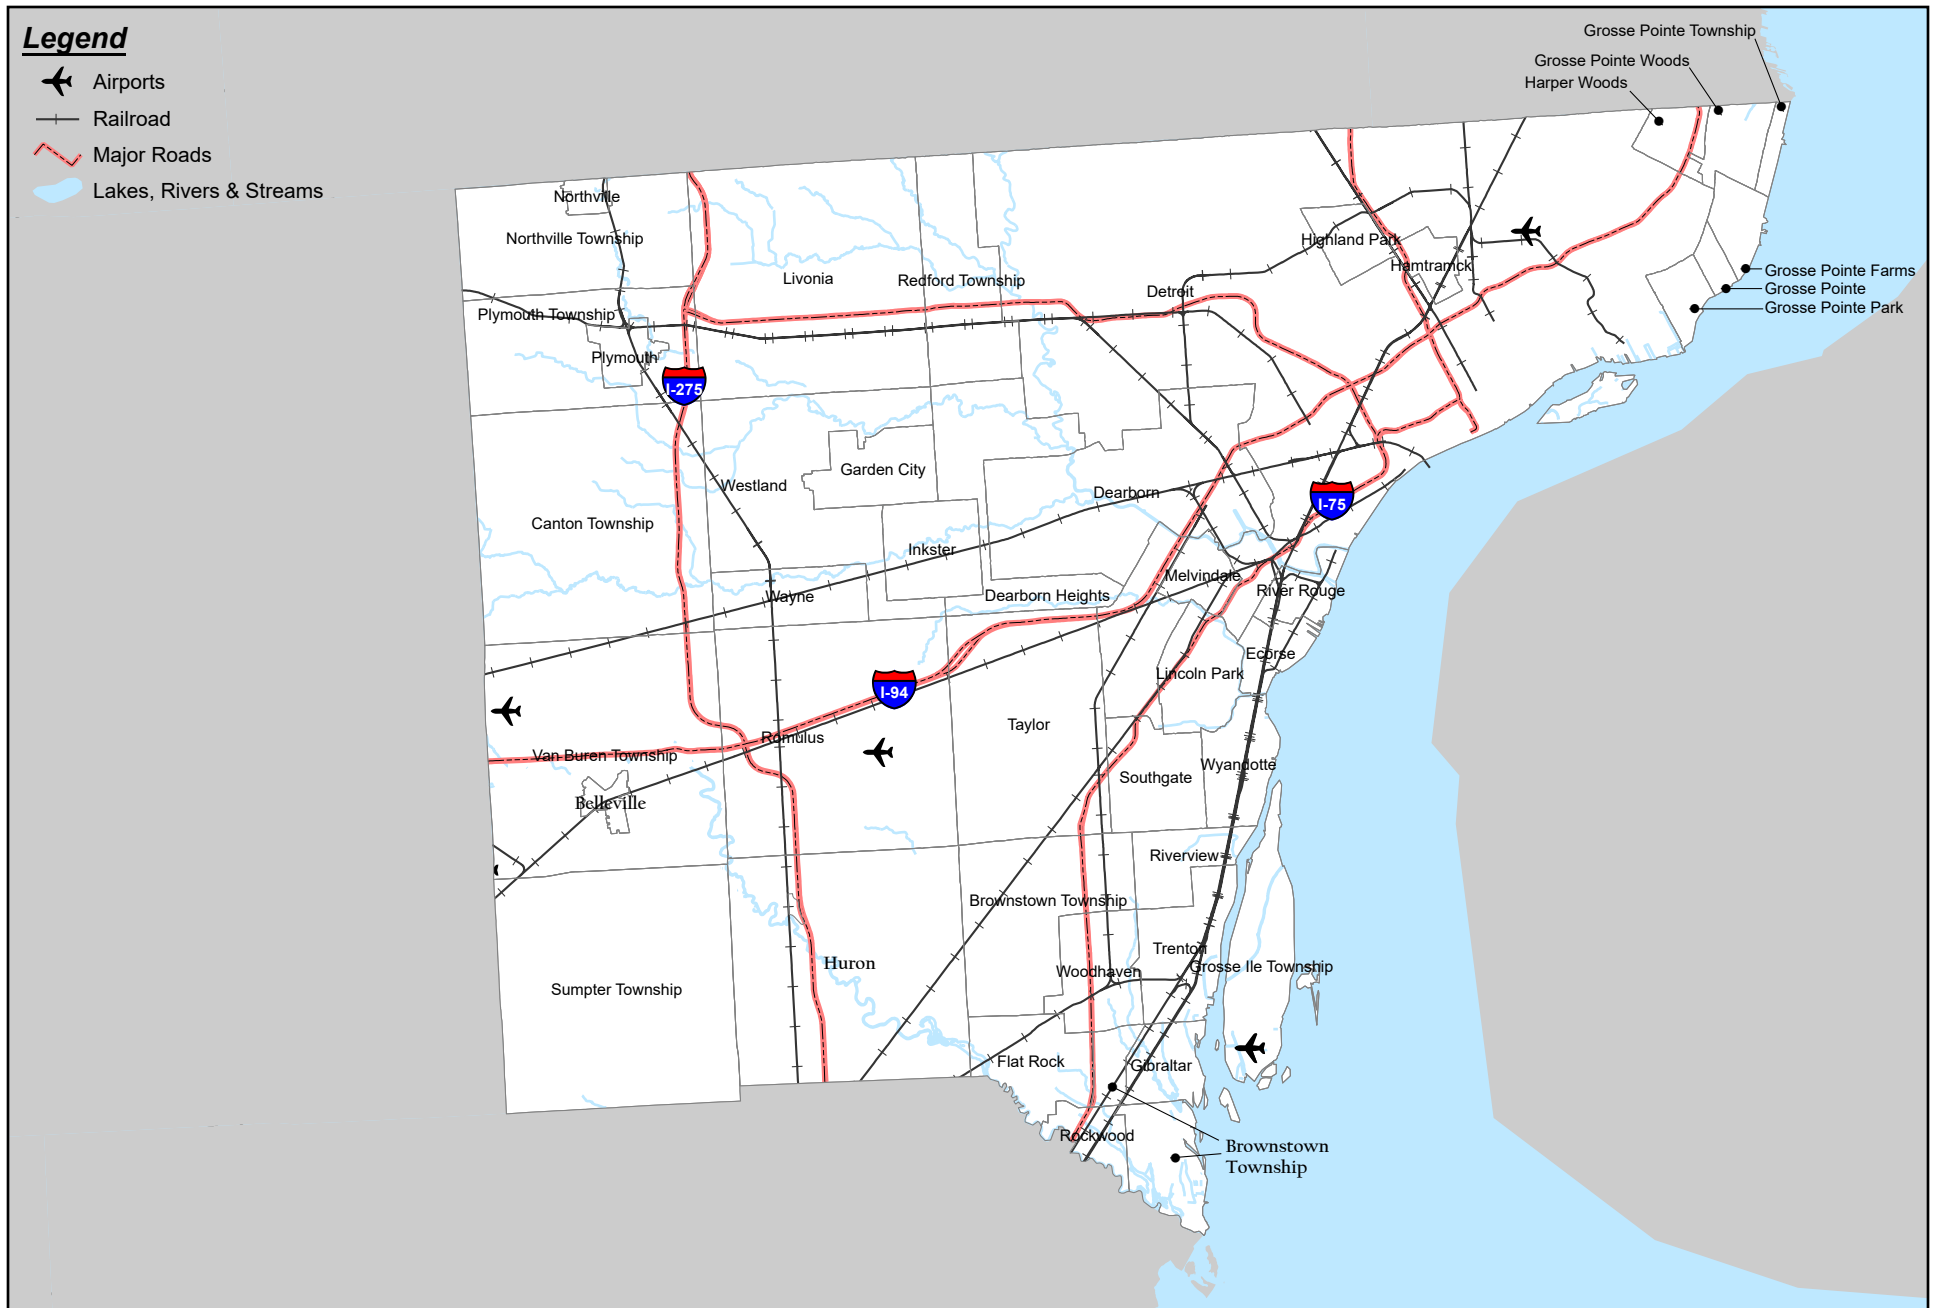 Legend
Airports
Railroad
Major Roads
Lakes, Rivers & Streams
Grosse Pointe Township
Grosse Pointe Woods
Harper Woods
Northville
Northville Township
Livonia
Redford Township
Detroit
Highland Park
Hamtramck
Grosse Pointe Farms
Grosse Pointe
Grosse Pointe Park
Plymouth Township
Plymouth
I-275
Garden City
Westland
Dearborn
I-75
Canton Township
Inkster
Melvindale
Wayne
Dearborn Heights
River Rouge
Ecorse
Lincoln Park
I-94
Taylor
Romulus
Van Buren Township
Wyandotte
Southgate
Belleville
Riverview
Brownstown Township
Trenton
Huron
Woodhaven
Grosse Ile Township
Sumpter Township
Flat Rock
Gibraltar
Rockwood
Brownstown
Township